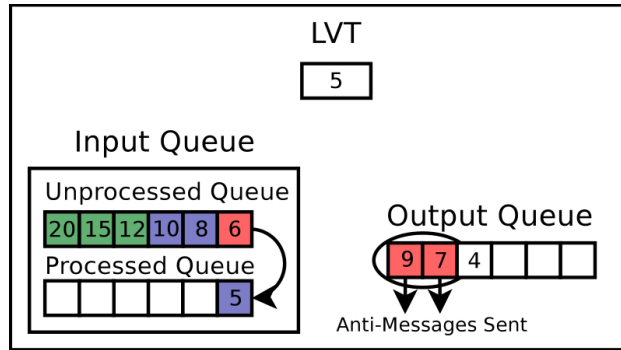 LVT
5
Input Queue
Unprocessed Queue
20 15 12 10 8 6
Processed Queue
5
Output Queue
9 7 4
Anti-Messages Sent